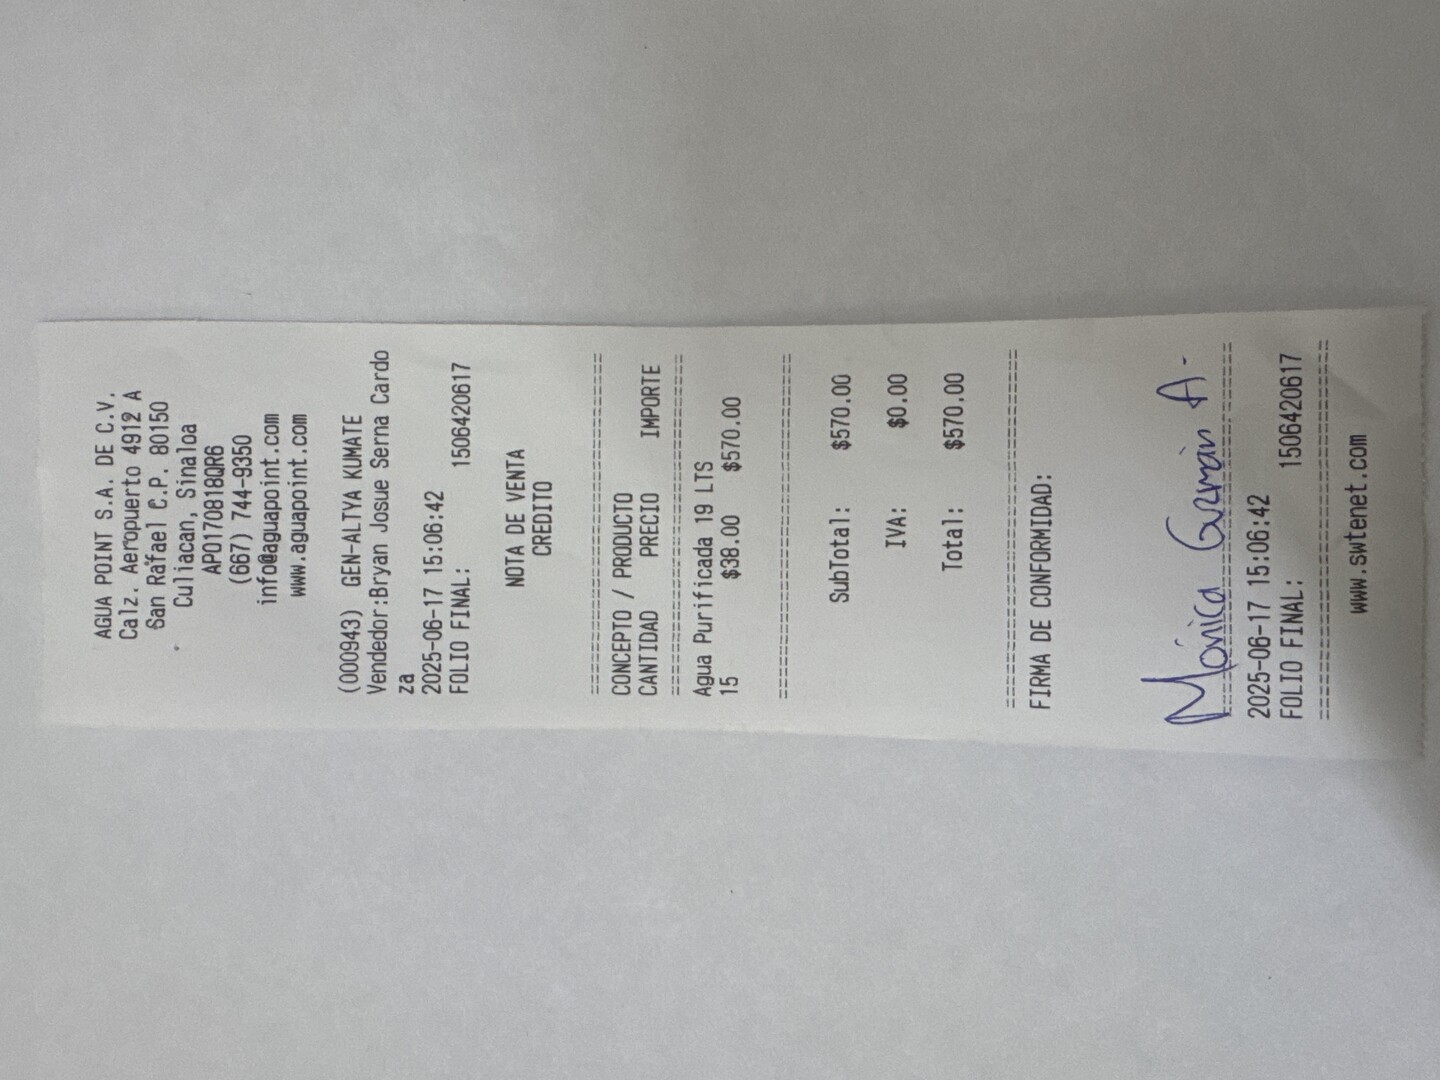 AGUA POINT S.A. DE C.V.
Calz. Aeropuerto 4912 A
San Rafael C.P. 80150
Culiacan, Sinaloa
APO170818QR6
(667) 744-9350
info@aguapoint.com
www.aguapoint.com
(000943) GEN-ALTYA KUMATE
Vendedor:Bryan Josue Serna Cardo
za
2025-06-17 15:06:42
FOLIO FINAL: 1506420617
NOTA DE VENTA
CREDITO
================================
CONCEPTO / PRODUCTO
CANTIDAD PRECIO IMPORTE
================================
Agua Purificada 19 LTS
15 $38.00 $570.00
================================
SubTotal: $570.00
IVA: $0.00
Total: $570.00
================================
FIRMA DE CONFORMIDAD:
Mónica Guzmán A.
================================
2025-06-17 15:06:42
FOLIO FINAL: 1506420617
================================
www.swtenet.com